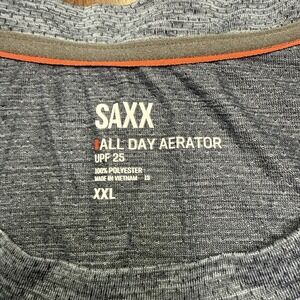 SAXX
ALL DAY AERATOR
UPF 25
100% POLYESTER
MADE IN VIETNAM
XXL